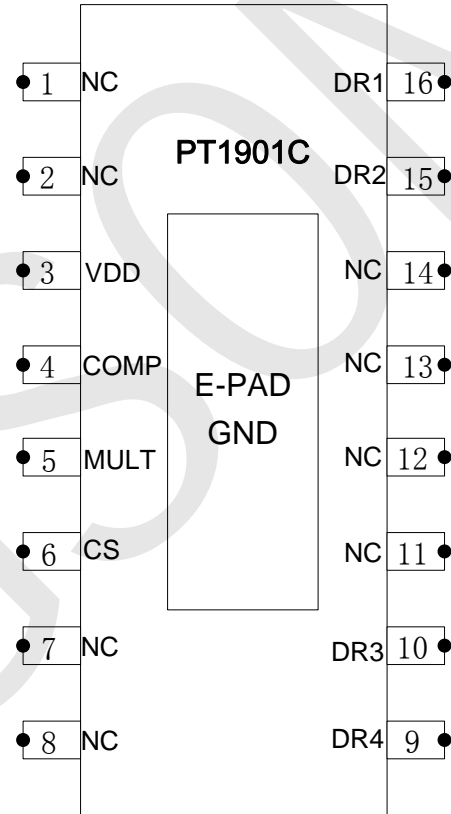 1 NC DR1 16
PT1901C
2 NC DR2 15
3 VDD NC 14
4 COMP NC 13
E-PAD
GND
5 MULT NC 12
6 CS NC 11
7 NC DR3 10
8 NC DR4 9